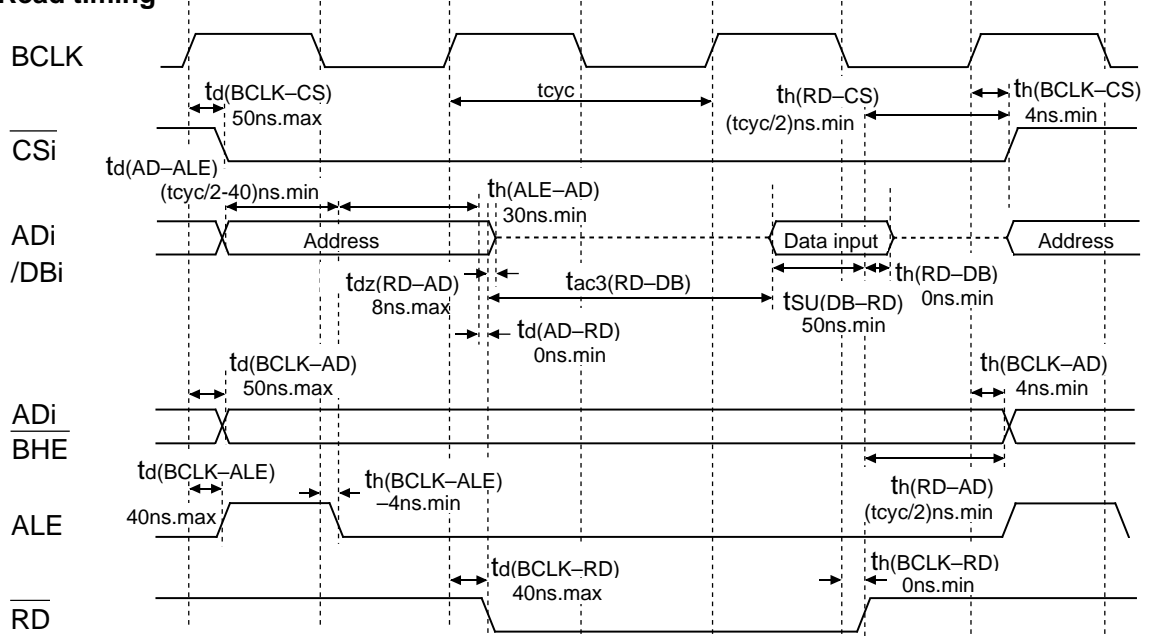 Read timing
BCLK
td(BCLK–CS)
50ns.max
tcyc
th(RD–CS)
(tcyc/2)ns.min
th(BCLK–CS)
4ns.min
CSi
td(AD–ALE)
(tcyc/2-40)ns.min
th(ALE–AD)
30ns.min
ADi
/DBi
Address
Data input
Address
tdz(RD–AD)
8ns.max
tac3(RD–DB)
th(RD–DB)
0ns.min
tSU(DB–RD)
50ns.min
td(AD–RD)
0ns.min
td(BCLK–AD)
50ns.max
th(BCLK–AD)
4ns.min
ADi
BHE
td(BCLK–ALE)
40ns.max
th(BCLK–ALE)
–4ns.min
th(RD–AD)
(tcyc/2)ns.min
ALE
td(BCLK–RD)
40ns.max
th(BCLK–RD)
0ns.min
RD